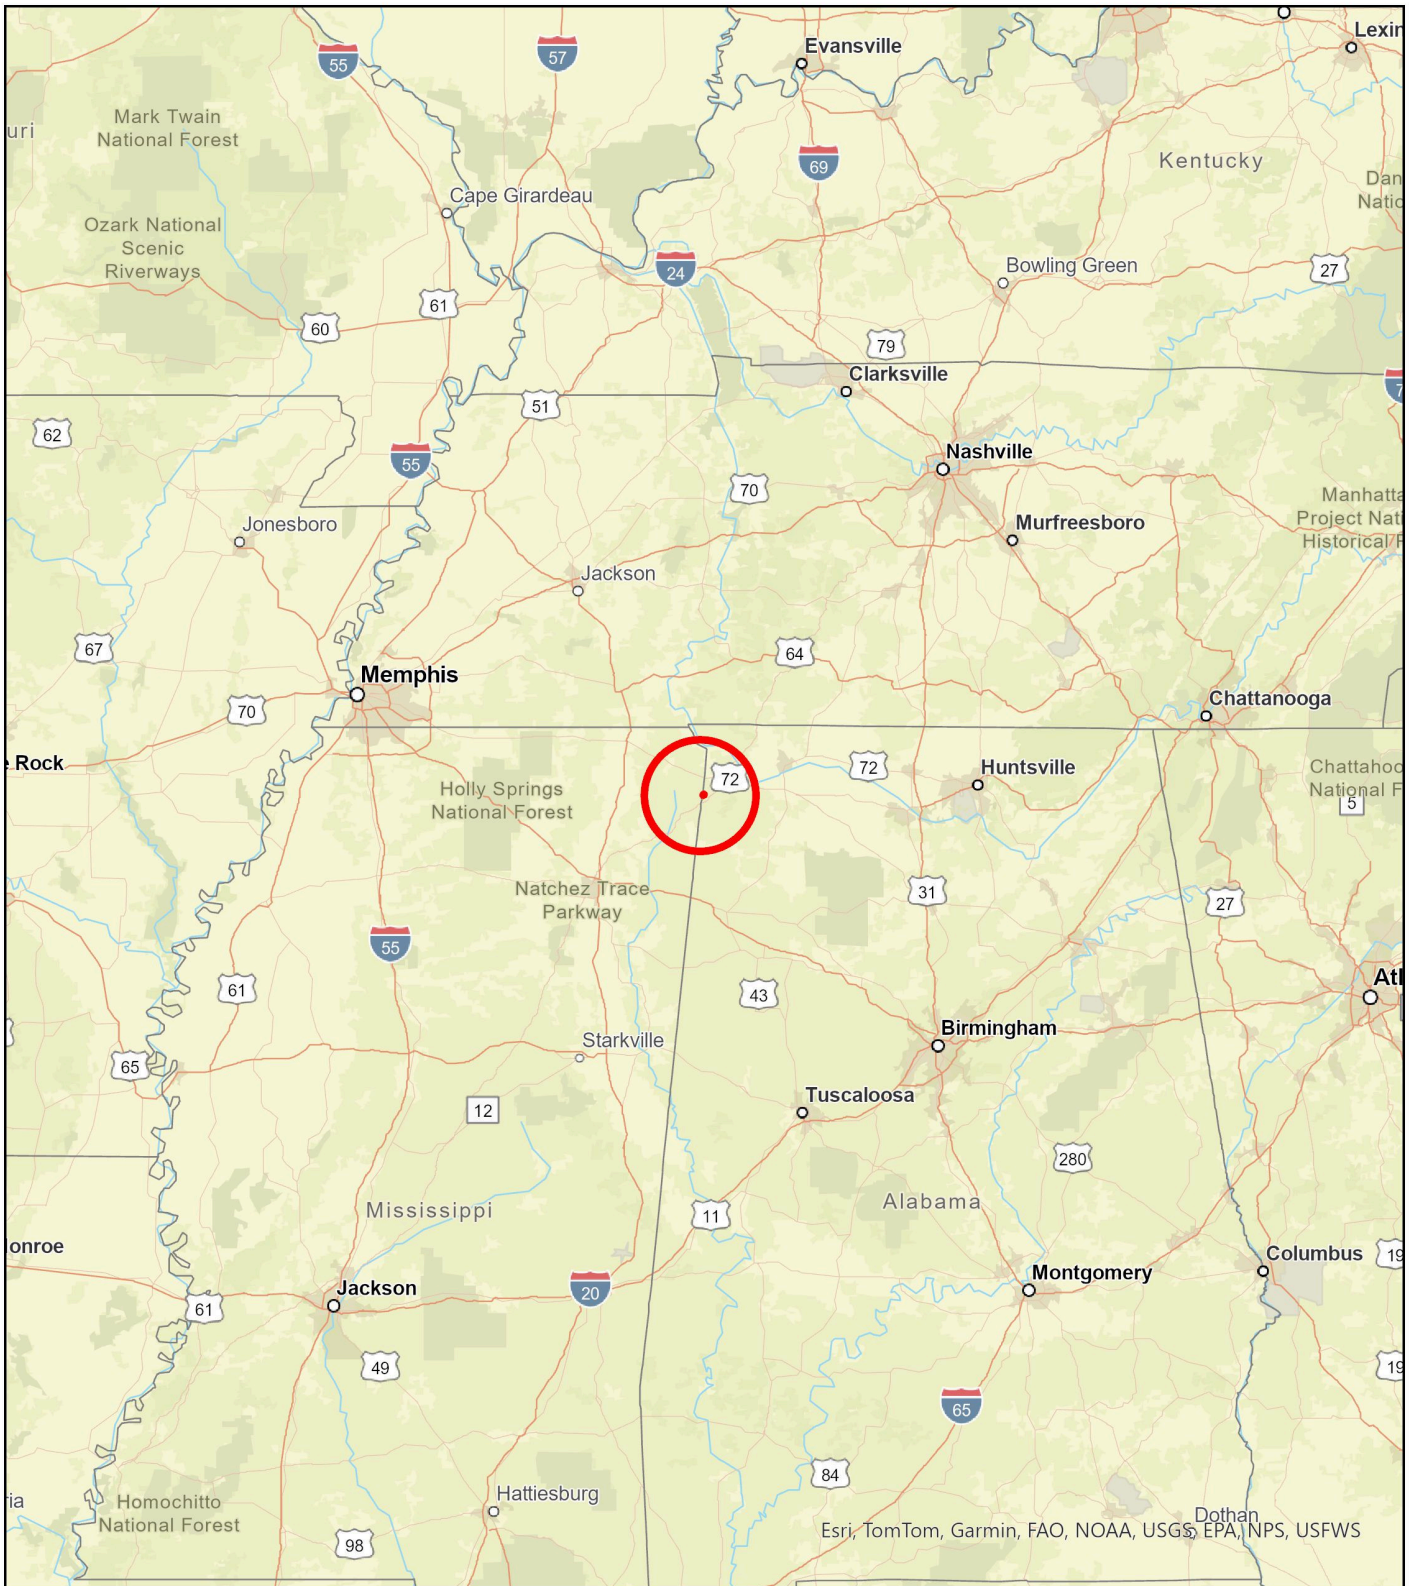 Evansville
Lexin
55
57
Mark Twain
National Forest
uri
69
Kentucky
Dan
Natio
Cape Girardeau
Ozark National
Scenic
Riverways
24
Bowling Green
27
61
60
79
Clarksville
7
51
62
55
Nashville
70
Manhatta
Project Nati
Historical P
Jonesboro
Murfreesboro
Jackson
67
64
Memphis
70
Chattanooga
e Rock
72
72
Huntsville
Chattahoo
National F
5
Holly Springs
National Forest
Natchez Trace
Parkway
31
27
55
61
43
Atl
Birmingham
Starkville
65
Tuscaloosa
12
280
Mississippi
Alabama
11
onroe
Columbus
19
Jackson
20
Montgomery
61
49
19
65
84
Hattiesburg
ria
Homochitto
National Forest
Dothan
Esri, TomTom, Garmin, FAO, NOAA, USGS, EPA, NPS, USFWS
98